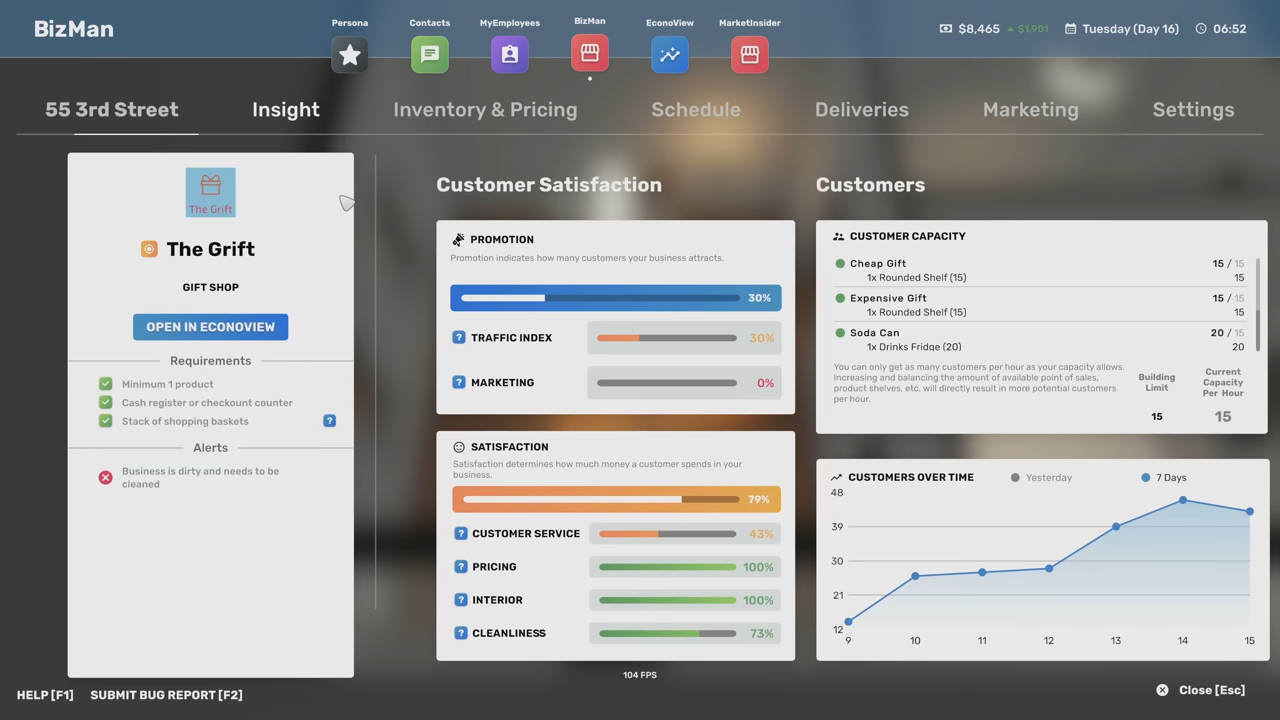 BizMan
Persona
Contacts
MyEmployees
BizMan
EconoView
MarketInsider
$8,465 ▲ $1,901
Tuesday (Day 16)
06:52
55 3rd Street
Insight
Inventory & Pricing
Schedule
Deliveries
Marketing
Settings
The Grift
The Grift
GIFT SHOP
OPEN IN ECONOVIEW
Requirements
Minimum 1 product
Cash register or checkount counter
Stack of shopping baskets
?
Alerts
Business is dirty and needs to be
cleaned
Customer Satisfaction
PROMOTION
Promotion indicates how many customers your business attracts.
30%
? TRAFFIC INDEX 30%
? MARKETING 0%
SATISFACTION
Satisfaction determines how much money a customer spends in your
business.
79%
? CUSTOMER SERVICE 43%
? PRICING 100%
? INTERIOR 100%
? CLEANLINESS 73%
Customers
CUSTOMER CAPACITY
Cheap Gift 15 / 15
1x Rounded Shelf (15) 15
Expensive Gift 15 / 15
1x Rounded Shelf (15) 15
Soda Can 20 / 15
1x Drinks Fridge (20) 20
You can only get as many customers per hour as your capacity allows.
Increasing and balancing the amount of available point of sales,
product shelves, etc. will directly result in more potential customers
per hour.
Building
Limit
15
Current
Capacity
Per Hour
15
CUSTOMERS OVER TIME
Yesterday
7 Days
48
39
30
21
12
9 10 11 12 13 14 15
104 FPS
HELP [F1]
SUBMIT BUG REPORT [F2]
Close [Esc]